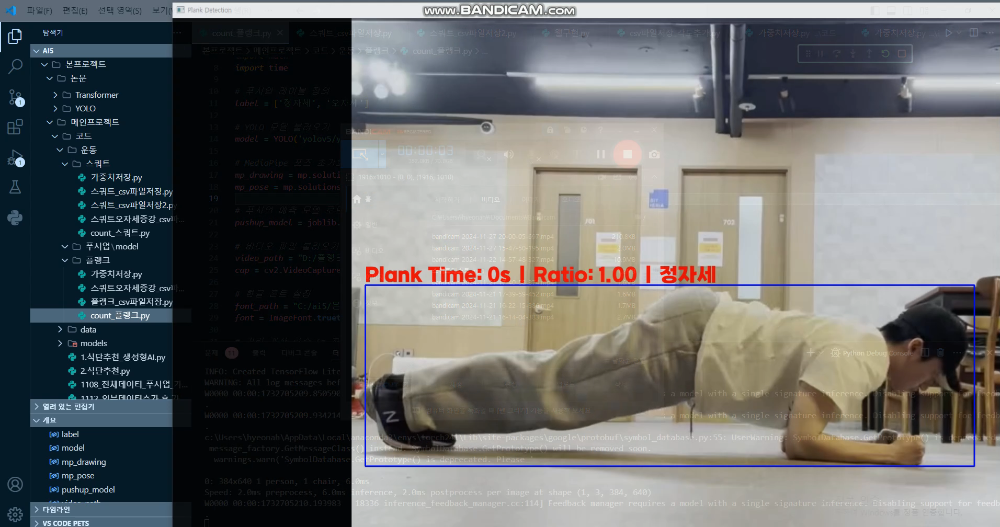 파일(F) 편집(E) 선택 영역(S) 보기(V
Plank Detection
www.BANDICAM.com
탐색기
AI5
본프로젝트
논문
Transformer
YOLO
메인프로젝트
코드
운동
스쿼트
가중치저장.py
스쿼트_csv파일저장.py
스쿼트_csv파일저장2.py
스쿼트오자세증강_csv파...
count_스쿼트.py
푸시업\model
플랭크
가중치저장.py
스쿼트오자세증강_csv파...
플랭크_csv파일저장.py
count_플랭크.py
data
models
1.식단추천_생성형AI.py
2.식단추천.py
1108_전체데이터_푸시업_가...
열려 있는 편집기
개요
label
model
mp_drawing
mp_pose
pushup_model
타임라인
VS CODE PETS
count_플랭크.py
스쿼트_csv파일저장.py
스쿼트_csv파일저장2.py
웹구현.py
csv파일저장_각도추가.py
가중치저장.py ...\코드
가중치저장.py
본프로젝트 > 메인프로젝트 > 코드 > 운동 > 플랭크 > count_플랭크.py > ...
8 import time
9
10 # 푸시업 레이블 정의
11 label = ['정자세', '오자세']
12
13 # YOLO 모델 불러오기
14 model = YOLO('yolov5/y
15
16 # MediaPipe 포즈 초기화
17 mp_drawing = mp.soluti
18 mp_pose = mp.solutions
19
20 # 푸시업 예측 모델 로드
21 pushup_model = joblib.
22
23 # 비디오 파일 불러오기
24 video_path = "D:/플랭크
25 cap = cv2.VideoCapture
26
27 # 한글 폰트 설정
28 font_path = "C:/ai5/본
29 font = ImageFont.truet
30
00:00:03
352.0KB / 70.8GB
1916x1010 - (0, 0), (1916, 1010)
홈
비디오
일반
비디오
정보
bandicam 2024-11-27 20-00-05-697.mp4 210.8KB
bandicam 2024-11-27 15-47-50-195.mp4 2.0MB
bandicam 2024-11-22 14-57-48-327.mp4 10.9MB
bandicam 2024-11-21 17-39-59-452.mp4 1.6MB
bandicam 2024-11-21 16-22-15-386.mp4 1.7MB
bandicam 2024-11-21 16-14-04-383.mp4 2.7MB
701
702
Plank Time: 0s | Ratio: 1.00 | 정자세
문제 11 출력 디버그 콘솔 터
Python Debug Console
INFO: Created TensorFlow Lite
WARNING: All log messages bef
W0000 00:00:1732705209.850590 s a model with a single signature inference. Disabling support for feedb
W0000 00:00:1732705209.934214 s a model with a single signature inference. Disabling support for feedb
c:\Users\hyeonah\AppData\Local\anaconda3\envs\torch241\Lib\site-packages\google\protobuf\symbol_database.py:55: UserWarning: SymbolDatabase.GetPrototype() is deprecated.
message_factory.GetMessageClass() instead. SymbolDatabase.GetPrototype() will be removed soon.
warnings.warn('SymbolDatabase.GetPrototype() is deprecated. Please '
0: 384x640 1 person, 1 chair, 6.0ms
Speed: 2.0ms preprocess, 6.0ms inference, 2.0ms postprocess per image at shape (1, 3, 384, 640)
W0000 00:00:1732705210.193983 18336 inference_feedback_manager.cc:114] Feedback manager requires a model with a single signature inference. Disabling support for feedb